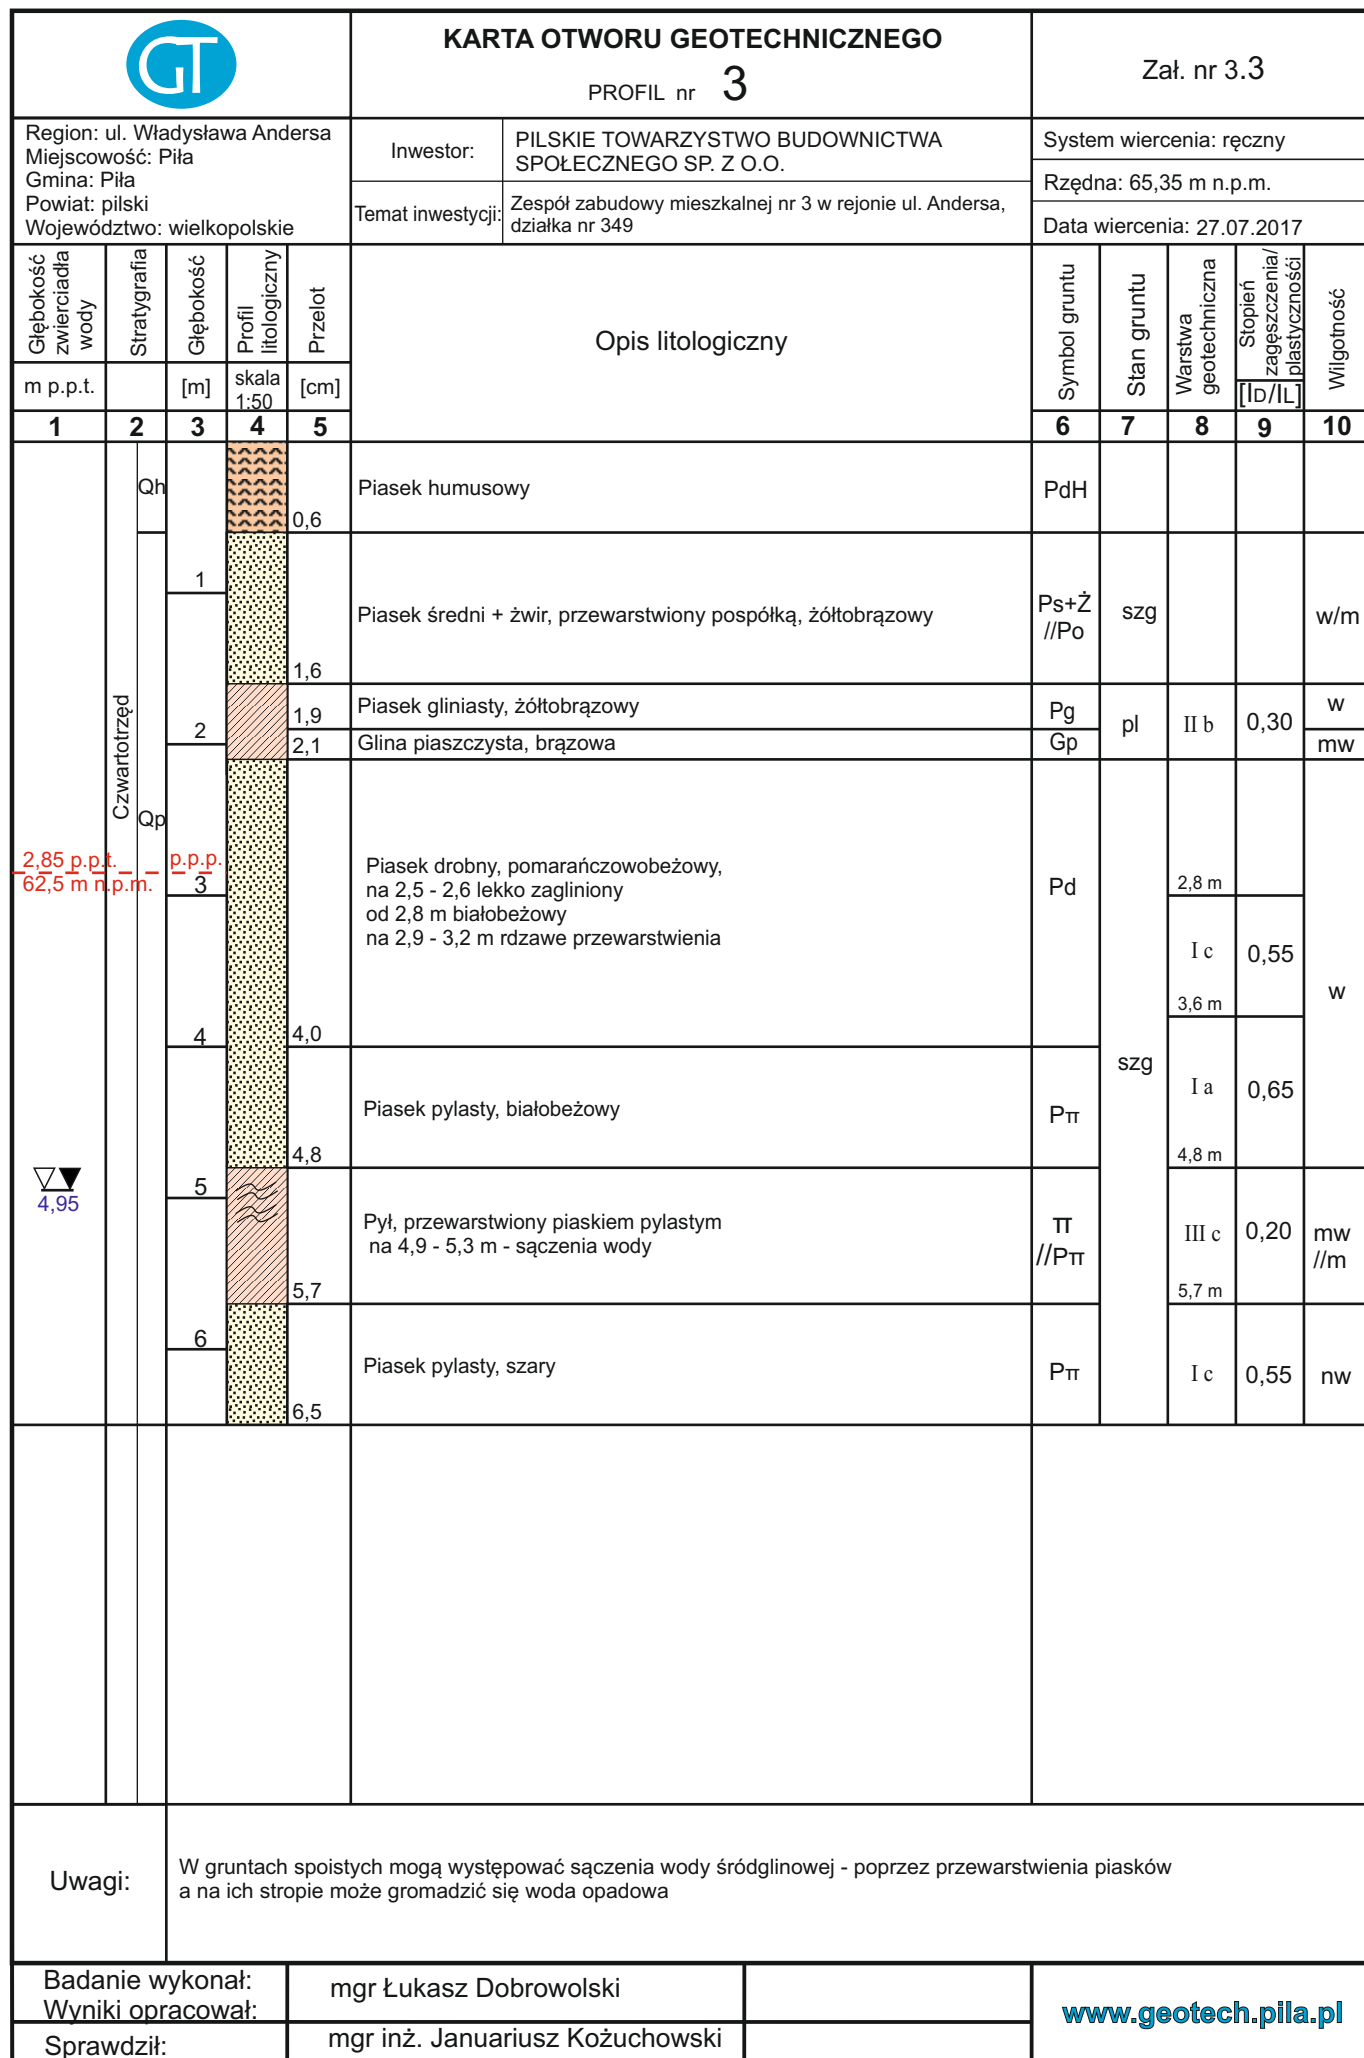 GT
KARTA OTWORU GEOTECHNICZNEGO
PROFIL nr 3
Zał. nr 3.3
Region: ul. Władysława Andersa
Miejscowość: Piła
Gmina: Piła
Powiat: pilski
Województwo: wielkopolskie
Inwestor:
PILSKIE TOWARZYSTWO BUDOWNICTWA
SPOŁECZNEGO SP. Z O.O.
Temat inwestycji:
Zespół zabudowy mieszkalnej nr 3 w rejonie ul. Andersa,
działka nr 349
System wiercenia: ręczny
Rzędna: 65,35 m n.p.m.
Data wiercenia: 27.07.2017
Głębokość
zwierciadła
wody
Stratygrafia
Głębokość
Profil
litologiczny
Przelot
Opis litologiczny
Symbol gruntu
Stan gruntu
Warstwa
geotechniczna
Stopień
zagęszczenia/
plastycznośći
Wilgotność
m p.p.t.
[m]
skala
1:50
[cm]
[ID/IL]
1 2 3 4 5 6 7 8 9 10
Czwartotrzęd
Qh
0,6
Piasek humusowy
PdH
1
1,6
Piasek średni + żwir, przewarstwiony pospółką, żółtobrązowy
Ps+Ż
//Po
szg
w/m
1,9
Piasek gliniasty, żółtobrązowy
Pg
pl
II b
0,30
w
2
2,1
Glina piaszczysta, brązowa
Gp
mw
Qp
2,85 p.p.t. p.p.p.
62,5 m n.p.m.
3
Piasek drobny, pomarańczowobeżowy,
na 2,5 - 2,6 lekko zagliniony
od 2,8 m białobeżowy
na 2,9 - 3,2 m rdzawe przewarstwienia
Pd
2,8 m
I c
0,55
3,6 m
w
4
4,0
szg
Piasek pylasty, białobeżowy
Pπ
I a
0,65
4,8
4,8 m
4,95
5
Pył, przewarstwiony piaskiem pylastym
na 4,9 - 5,3 m - sączenia wody
π
//Pπ
III c
0,20
mw
//m
5,7
5,7 m
6
Piasek pylasty, szary
Pπ
I c
0,55
nw
6,5
Uwagi:
W gruntach spoistych mogą występować sączenia wody śródglinowej - poprzez przewarstwienia piasków
a na ich stropie może gromadzić się woda opadowa
Badanie wykonał:
Wyniki opracował:
mgr Łukasz Dobrowolski
www.geotech.pila.pl
Sprawdził:
mgr inż. Januariusz Kożuchowski